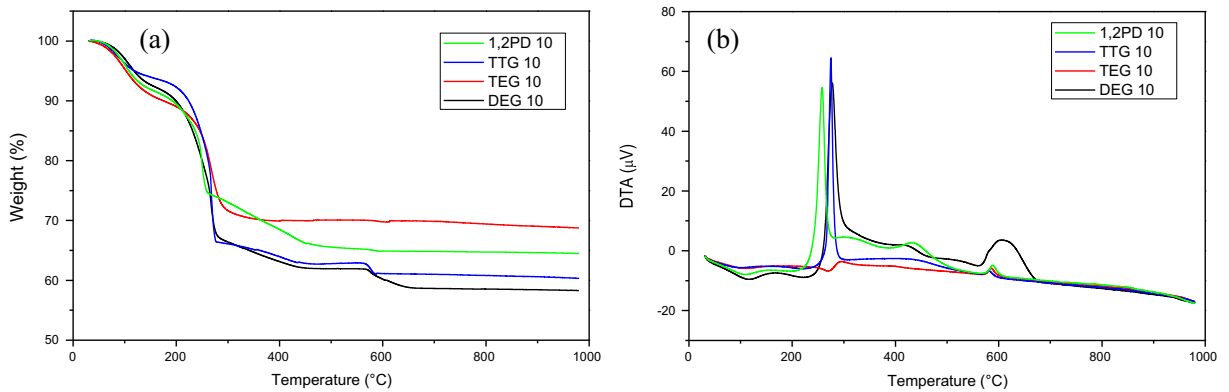 (a)
1,2PD 10
TTG 10
TEG 10
DEG 10
Weight (%)
100
90
80
70
60
50
0 200 400 600 800 1000
Temperature (°C)
(b)
1,2PD 10
TTG 10
TEG 10
DEG 10
DTA (µV)
80
60
40
20
0
-20
0 200 400 600 800 1000
Temperature (°C)